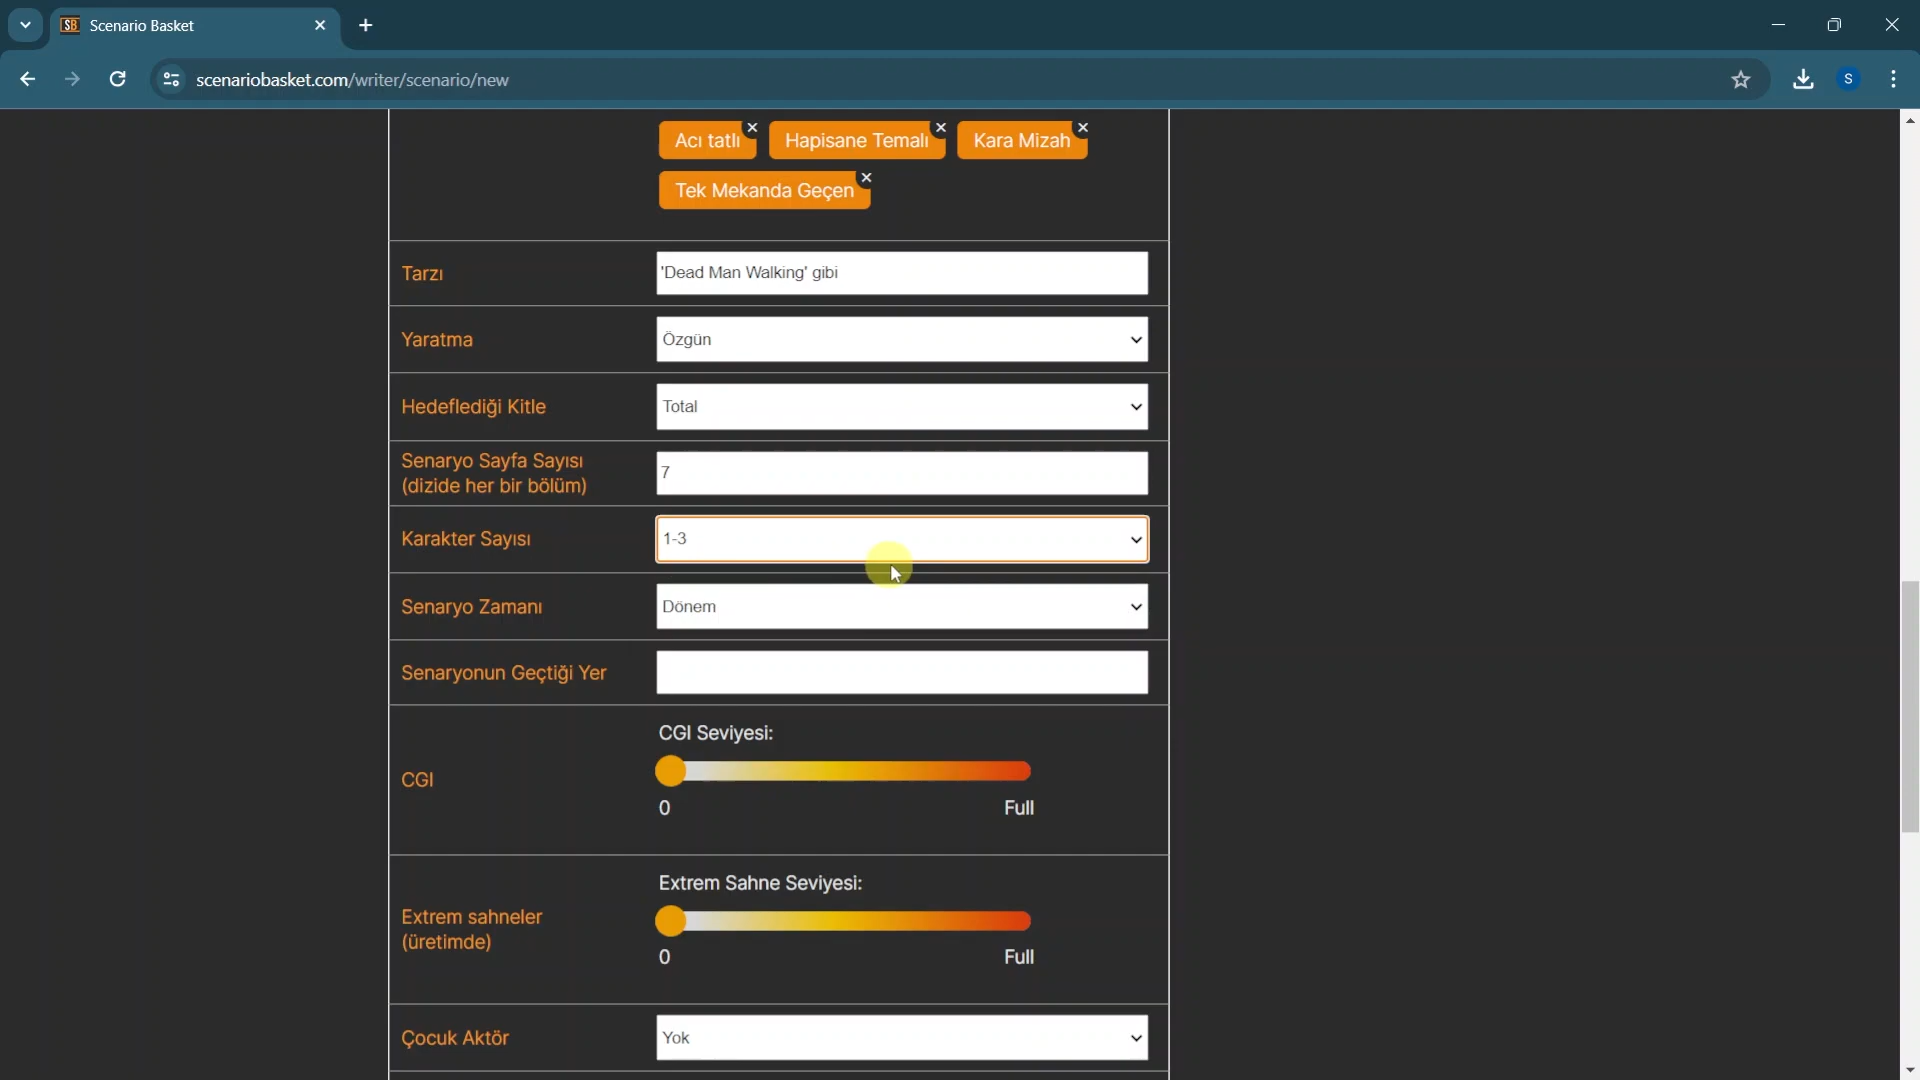 SB Scenario Basket
scenariobasket.com/writer/scenario/new
S
Acı tatlı
Hapisane Temalı
Kara Mizah
Tek Mekanda Geçen
Tarzı
'Dead Man Walking' gibi
Yaratma
Özgün
Hedeflediği Kitle
Total
Senaryo Sayfa Sayısı
(dizide her bir bölüm)
7
Karakter Sayısı
1-3
Senaryo Zamanı
Dönem
Senaryonun Geçtiği Yer
CGI
CGI Seviyesi:
0 Full
Extrem sahneler
(üretimde)
Extrem Sahne Seviyesi:
0 Full
Çocuk Aktör
Yok